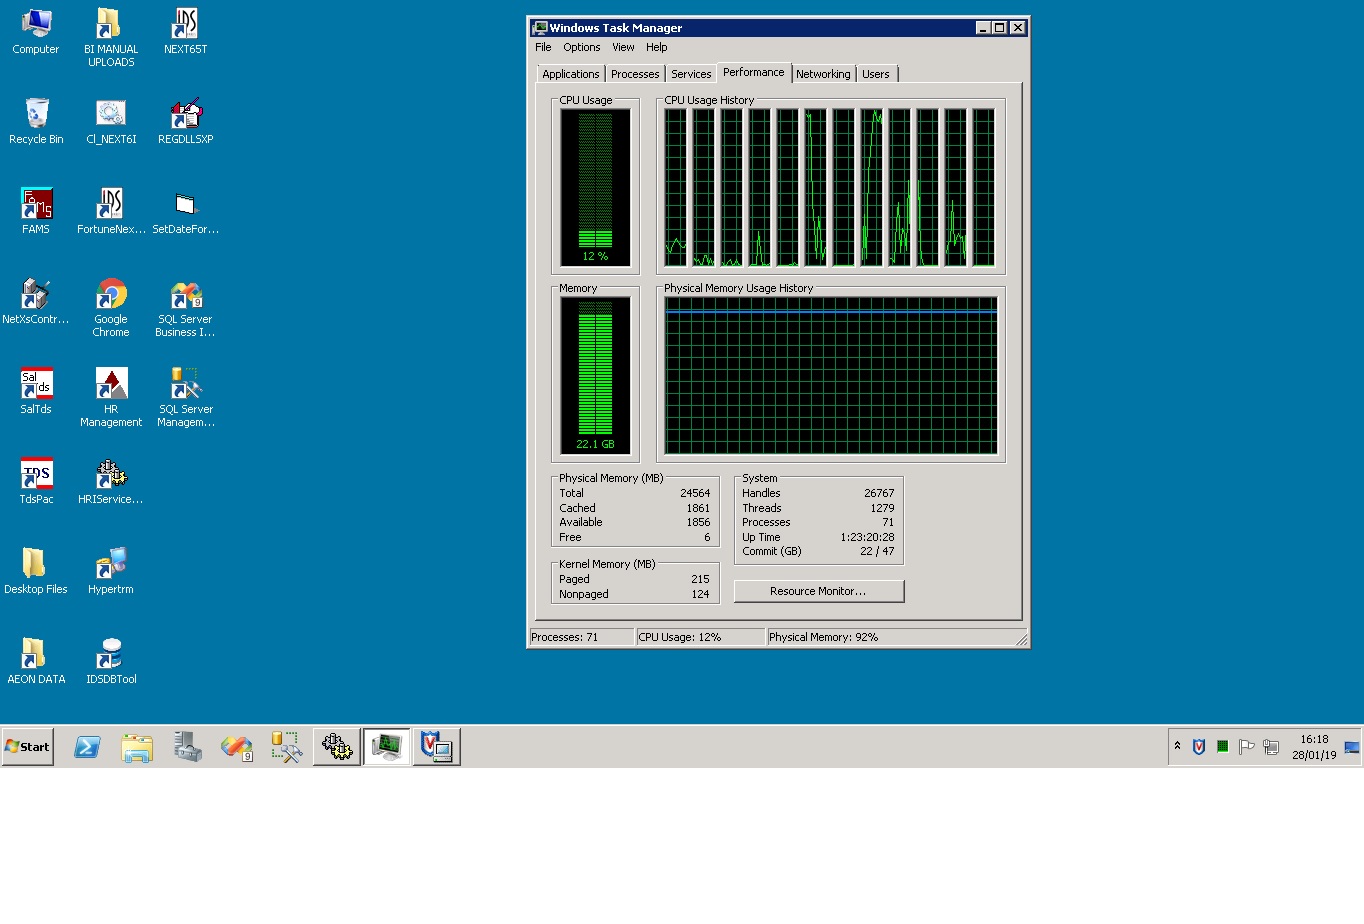 Computer
BI MANUAL
UPLOADS
NEXT65T
Recycle Bin
Cl_NEXT6I
REGDLLSXP
FAMS
FortuneNex...
SetDateFor...
NetXsContr...
Google
Chrome
SQL Server
Business I...
SalTds
HR
Management
SQL Server
Managem...
TdsPac
HRIService...
Desktop Files
Hypertrm
AEON DATA
IDSDBTool
Windows Task Manager
File Options View Help
Applications Processes Services Performance Networking Users
CPU Usage
CPU Usage History
12 %
Memory
Physical Memory Usage History
22.1 GB
Physical Memory (MB)
Total 24564
Cached 1861
Available 1856
Free 6
Kernel Memory (MB)
Paged 215
Nonpaged 124
System
Handles 26767
Threads 1279
Processes 71
Up Time 1:23:20:28
Commit (GB) 22 / 47
Resource Monitor...
Processes: 71 CPU Usage: 12% Physical Memory: 92%
Start
16:18
28/01/19